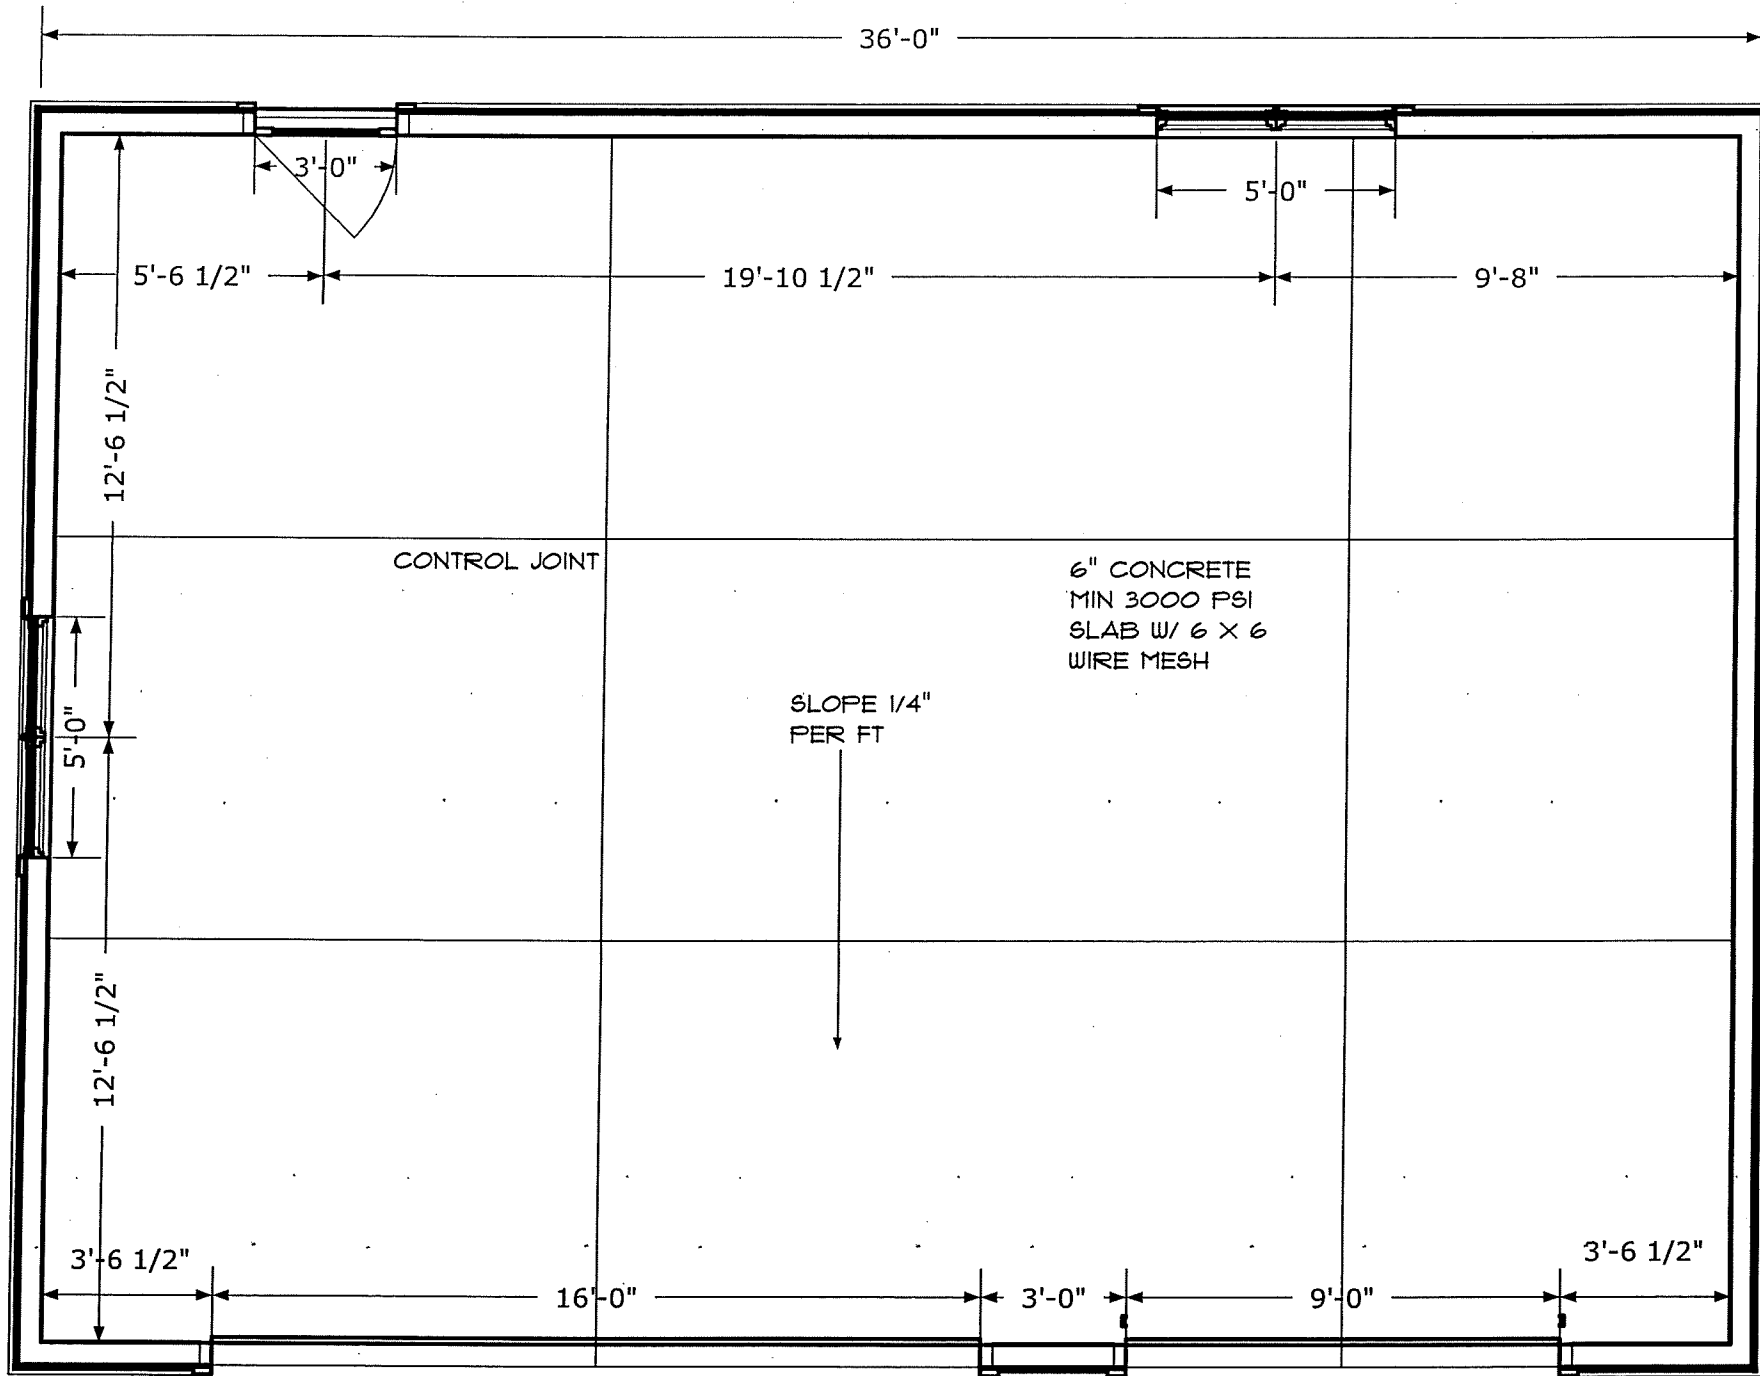 36'-0"
3'-0"
5'-0"
5'-6 1/2"
19'-10 1/2"
9'-8"
12'-6 1/2"
CONTROL JOINT
6" CONCRETE
MIN 3000 PSI
SLAB W/ 6 X 6
WIRE MESH
5'-0"
SLOPE 1/4"
PER FT
12'-6 1/2"
3'-6 1/2"
16'-0"
3'-0"
9'-0"
3'-6 1/2"